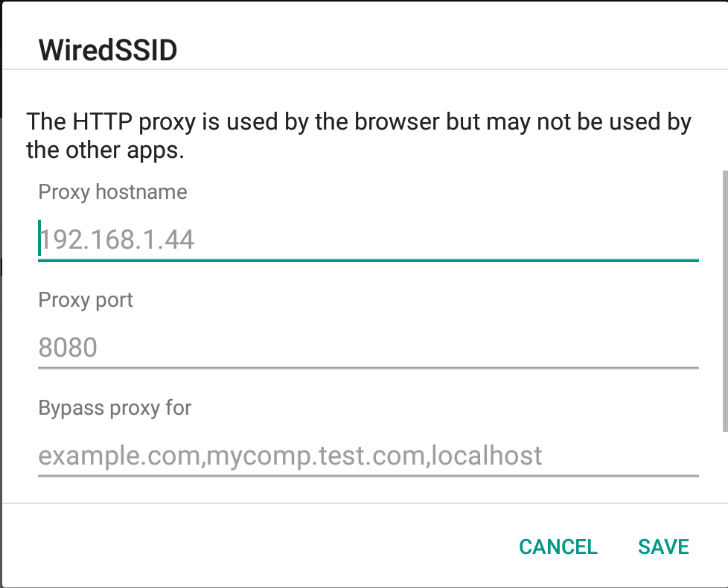 WiredSSID
The HTTP proxy is used by the browser but may not be used by
the other apps.
Proxy hostname
192.168.1.44
Proxy port
8080
Bypass proxy for
example.com,mycomp.test.com,localhost
CANCEL SAVE